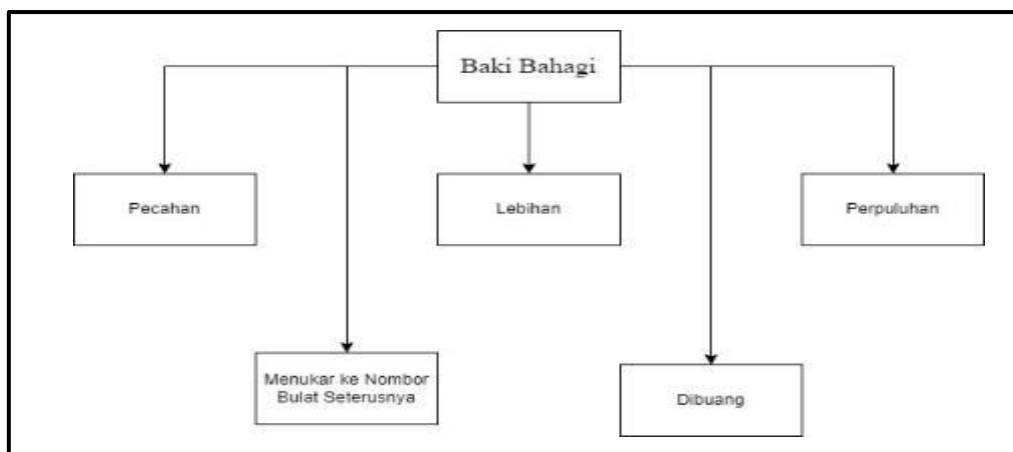 Baki Bahagi
Pecahan
Lebihan
Perpuluhan
Menukar ke Nombor
Bulat Seterusnya
Dibuang